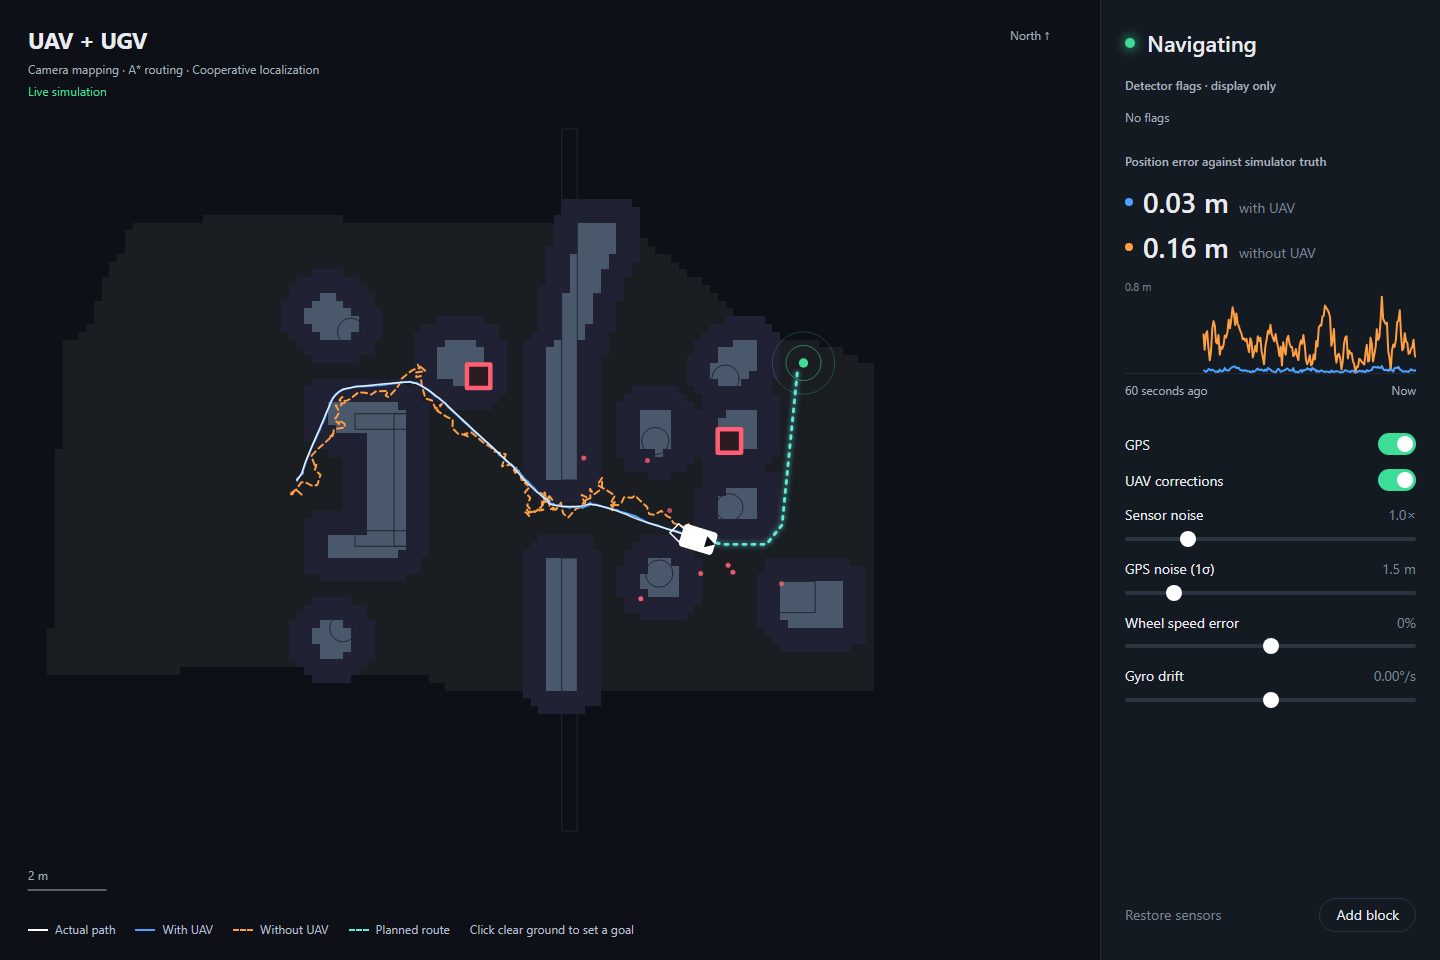 UAV + UGV
Camera mapping · A* routing · Cooperative localization
Live simulation
North ↑
2 m
Actual path
With UAV
Without UAV
Planned route
Click clear ground to set a goal
Navigating
Detector flags · display only
No flags
Position error against simulator truth
0.03 m with UAV
0.16 m without UAV
0.8 m
60 seconds ago Now
GPS
UAV corrections
Sensor noise 1.0×
GPS noise (1σ) 1.5 m
Wheel speed error 0%
Gyro drift 0.00°/s
Restore sensors Add block